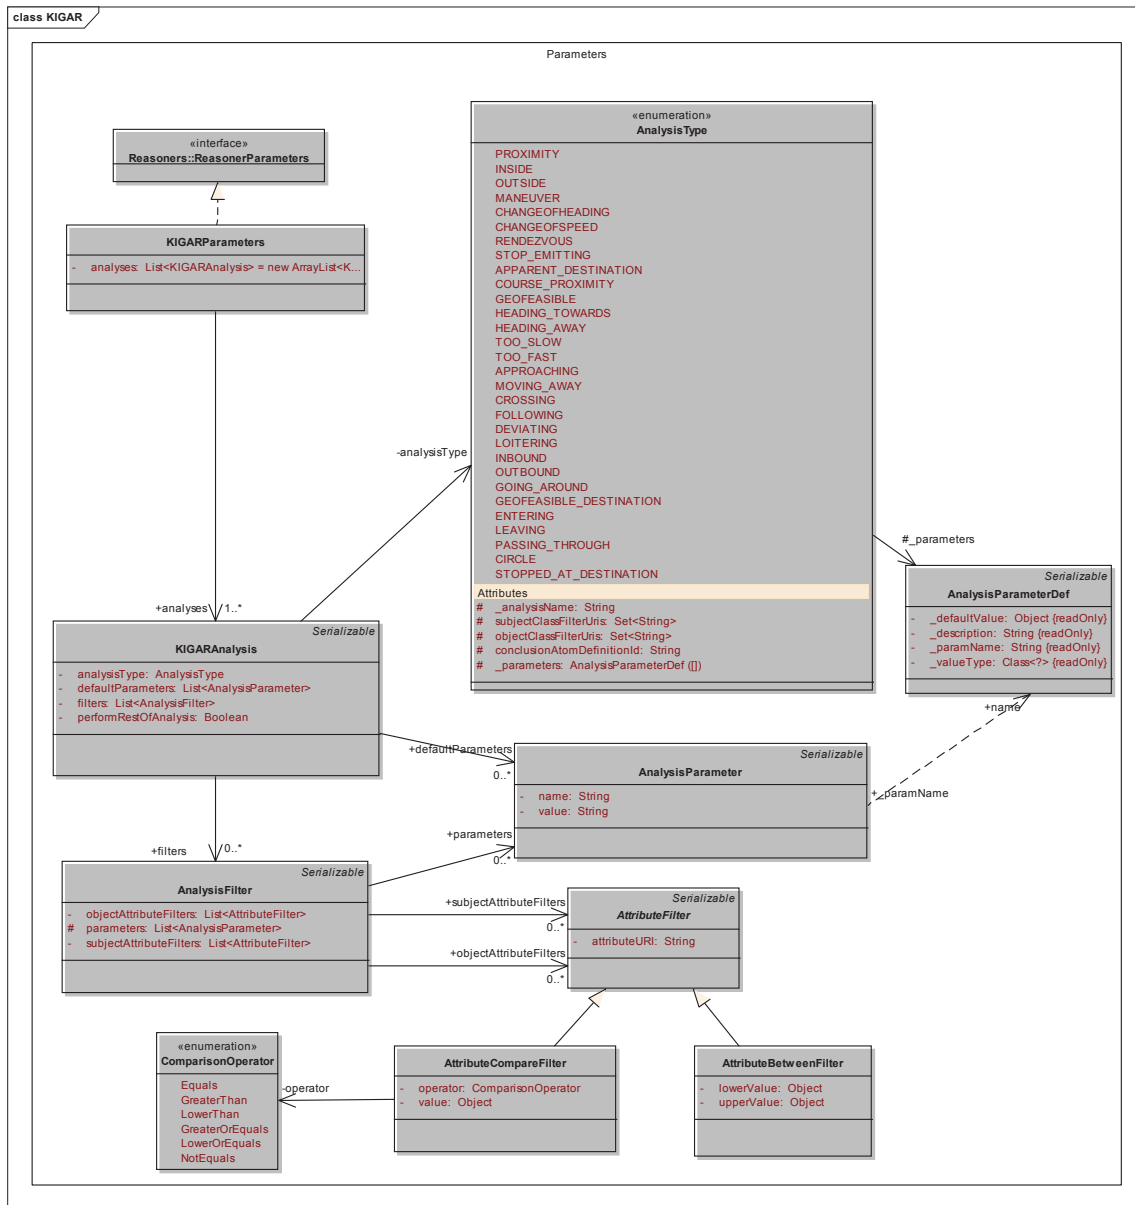 class KIGAR
Parameters
«interface»
Reasoners::ReasonerParameters
KIGARParameters
- analyses: List<KIGARAnalysis> = new ArrayList<K...
«enumeration»
AnalysisType
PROXIMITY
INSIDE
OUTSIDE
MANEUVER
CHANGEOFHEADING
CHANGEOFSPEED
RENDEZVOUS
STOP_EMITTING
APPARENT_DESTINATION
COURSE_PROXIMITY
GEOFEASIBLE
HEADING_TOWARDS
HEADING_AWAY
TOO_SLOW
TOO_FAST
APPROACHING
MOVING_AWAY
CROSSING
FOLLOWING
DEVIATING
LOITERING
INBOUND
OUTBOUND
GOING_AROUND
GEOFEASIBLE_DESTINATION
ENTERING
LEAVING
PASSING_THROUGH
CIRCLE
STOPPED_AT_DESTINATION
Attributes
# _analysisName: String
# subjectClassFilterUris: Set<String>
# objectClassFilterUris: Set<String>
# conclusionAtomDefinitionId: String
# _parameters: AnalysisParameterDef ([])
-analysisType
#_parameters
Serializable
AnalysisParameterDef
- _defaultValue: Object {readOnly}
- _description: String {readOnly}
- _paramName: String {readOnly}
- _valueType: Class<?> {readOnly}
+analyses
1..*
Serializable
KIGARAnalysis
- analysisType: AnalysisType
- defaultParameters: List<AnalysisParameter>
- filters: List<AnalysisFilter>
- performRestOfAnalysis: Boolean
+name
+defaultParameters
0..*
Serializable
AnalysisParameter
- name: String
- value: String
+_paramName
+parameters
0..*
+filters
0..*
Serializable
AnalysisFilter
- objectAttributeFilters: List<AttributeFilter>
# parameters: List<AnalysisParameter>
- subjectAttributeFilters: List<AttributeFilter>
+subjectAttributeFilters
0..*
+objectAttributeFilters
0..*
Serializable
AttributeFilter
- attributeURI: String
«enumeration»
ComparisonOperator
Equals
GreaterThan
LowerThan
GreaterOrEquals
LowerOrEquals
NotEquals
-operator
AttributeCompareFilter
- operator: ComparisonOperator
- value: Object
AttributeBetweenFilter
- lowerValue: Object
- upperValue: Object